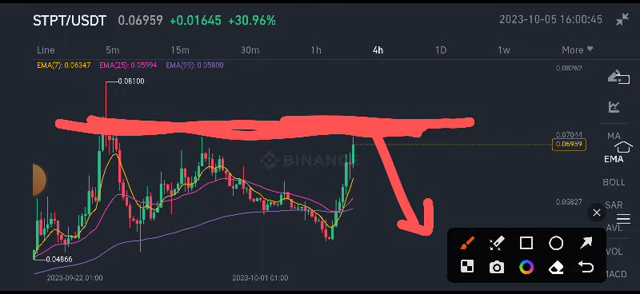 STPT/USDT 0.06959 +0.01645 +30.96% 2023-10-05 16:00:45
Line 5m 15m 30m 1h 4h 1D 1w More
EMA(7): 0.06347 EMA(25): 0.05994 EMA(99): 0.05800
0.08262
0.08100
0.07044
0.06959
BINANCE
0.05827
0.04866
2023-09-22 01:00 2023-10-01 01:00
MA
EMA
BOLL
SAR
AVL
VOL
MACD